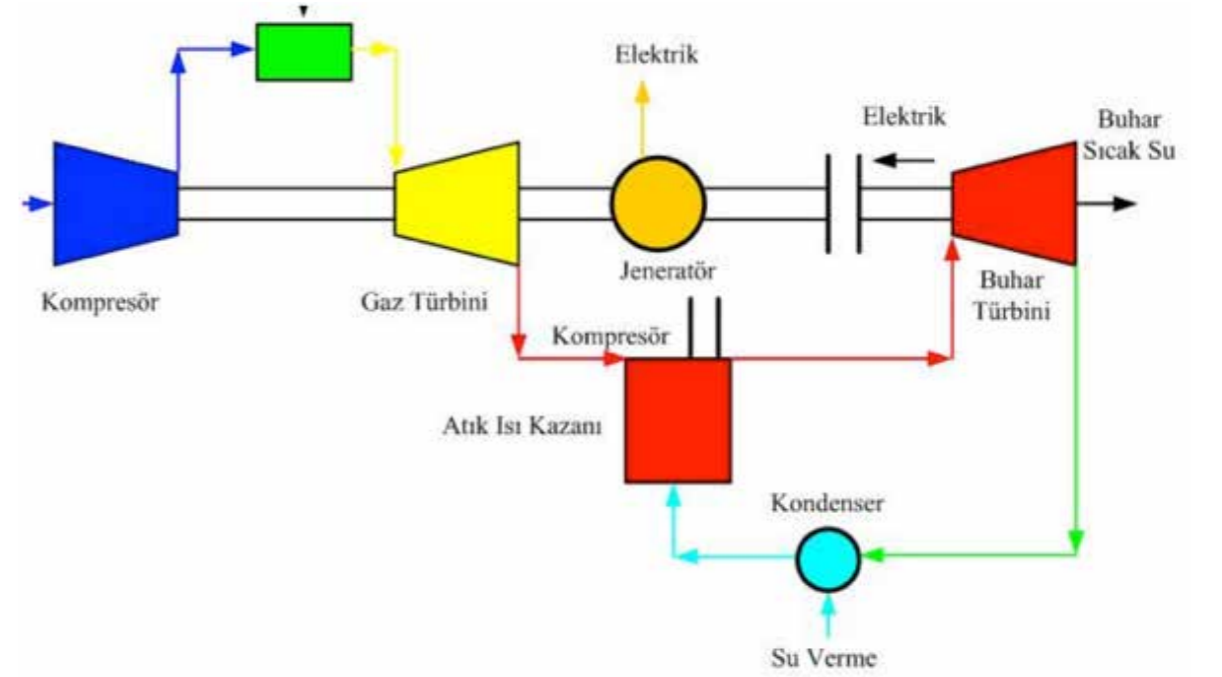 Elektrik
Elektrik
Buhar
Sıcak Su
Kompresör
Gaz Türbini
Jeneratör
Buhar
Türbini
Kompresör
Atık Isı Kazanı
Kondenser
Su Verme